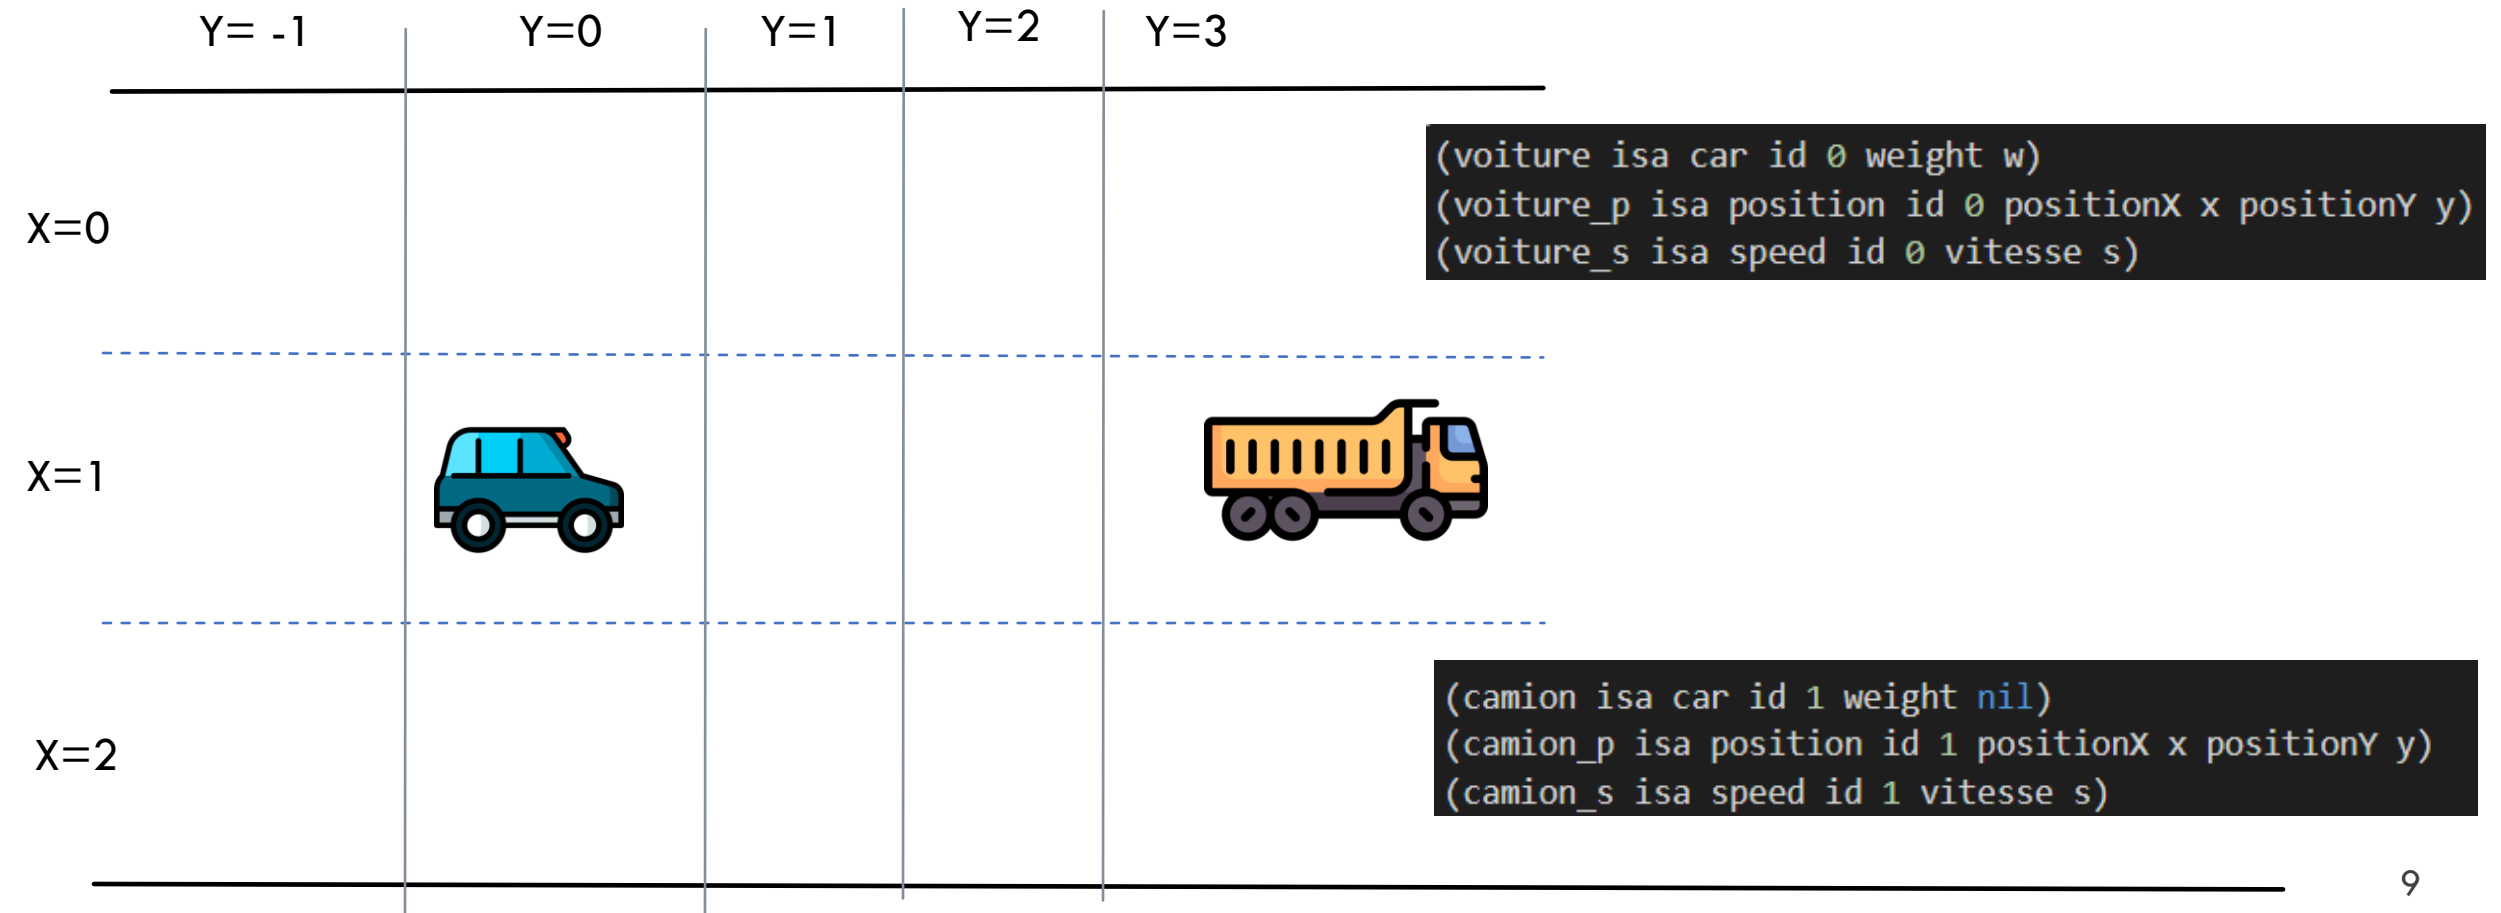 Y= -1
Y=0
Y=1
Y=2
Y=3
(voiture isa car id 0 weight w)
(voiture_p isa position id 0 positionX x positionY y)
(voiture_s isa speed id 0 vitesse s)
X=0
X=1
(camion isa car id 1 weight nil)
(camion_p isa position id 1 positionX x positionY y)
(camion_s isa speed id 1 vitesse s)
X=2
9